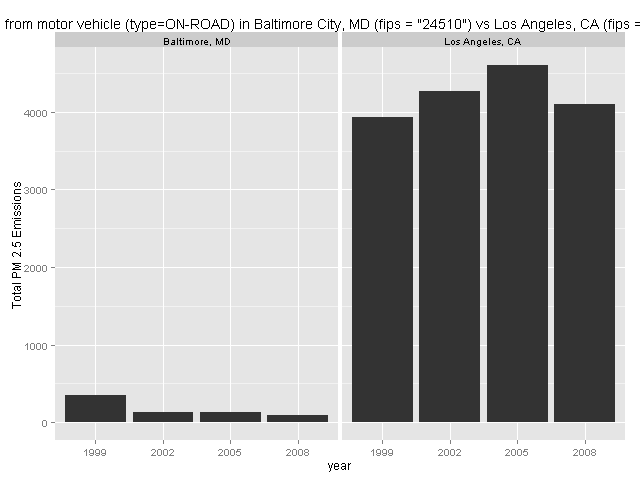 from motor vehicle (type=ON-ROAD) in Baltimore City, MD (fips = "24510") vs Los Angeles, CA (fips =
Baltimore, MD
Los Angeles, CA
Total PM 2.5 Emissions
4000
3000
2000
1000
0
1999
2002
2005
2008
1999
2002
2005
2008
year